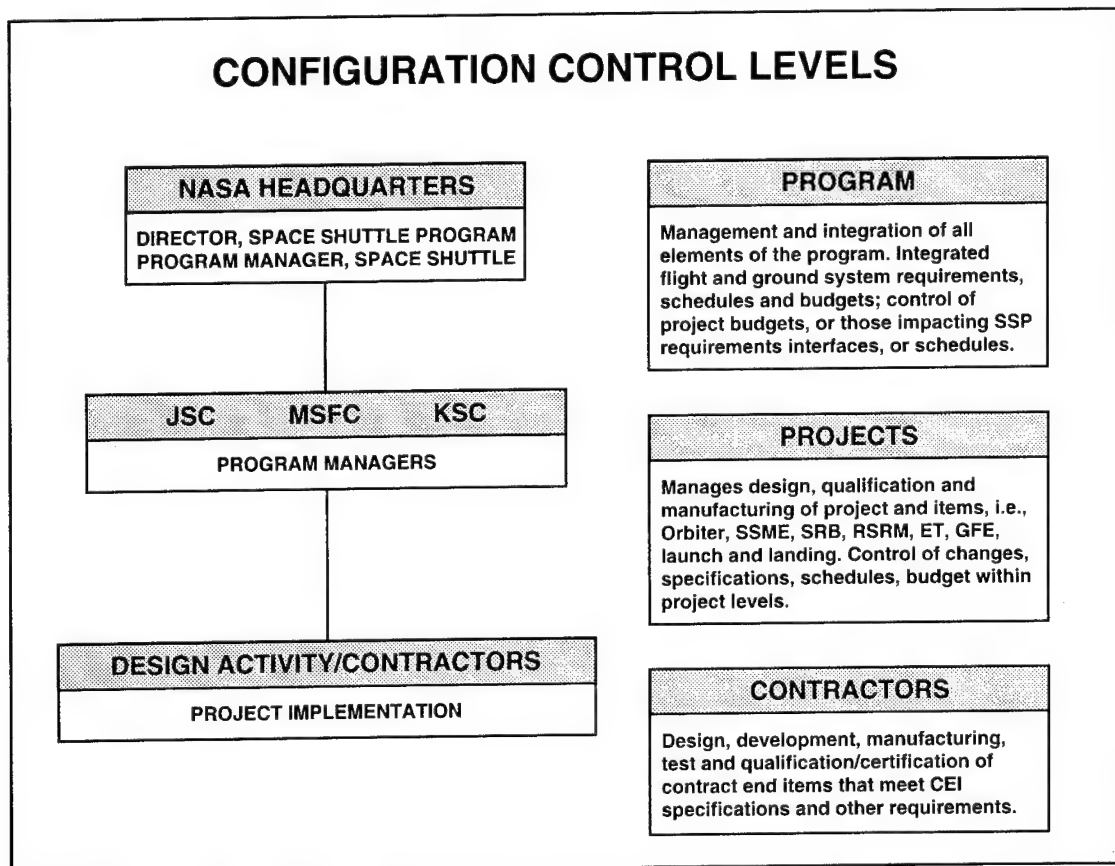 CONFIGURATION CONTROL LEVELS
NASA HEADQUARTERS
DIRECTOR, SPACE SHUTTLE PROGRAM
PROGRAM MANAGER, SPACE SHUTTLE
JSC MSFC KSC
PROGRAM MANAGERS
DESIGN ACTIVITY/CONTRACTORS
PROJECT IMPLEMENTATION
PROGRAM
Management and integration of all
elements of the program. Integrated
flight and ground system requirements,
schedules and budgets; control of
project budgets, or those impacting SSP
requirements interfaces, or schedules.
PROJECTS
Manages design, qualification and
manufacturing of project and items, i.e.,
Orbiter, SSME, SRB, RSRM, ET, GFE,
launch and landing. Control of changes,
specifications, schedules, budget within
project levels.
CONTRACTORS
Design, development, manufacturing,
test and qualification/certification of
contract end items that meet CEI
specifications and other requirements.